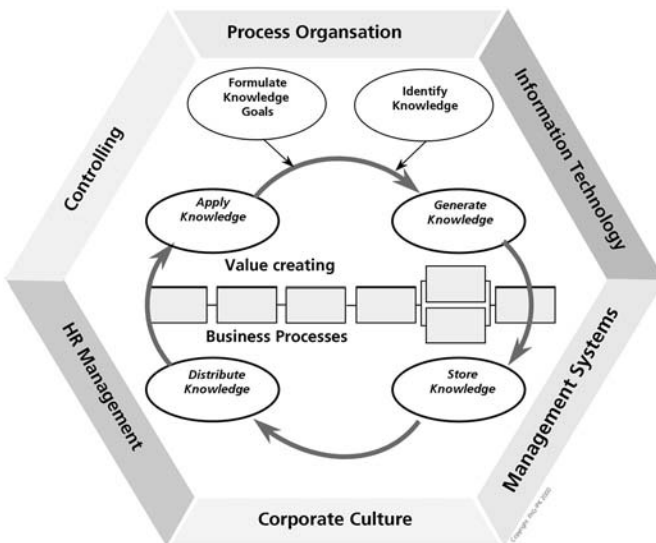 Process Organsation
Formulate
Knowledge
Goals
Identify
Knowledge
Controlling
Information Technology
Apply
Knowledge
Generate
Knowledge
Value creating
Business Processes
HR Management
Distribute
Knowledge
Store
Knowledge
Management Systems
Corporate Culture